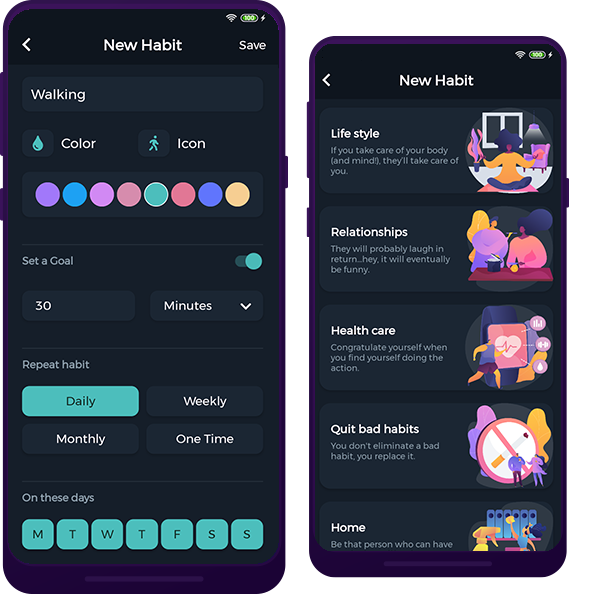 100
New Habit
Save
Walking
Color
Icon
Set a Goal
30
Minutes
Repeat habit
Daily
Weekly
Monthly
One Time
On these days
M T W T F S S
100
New Habit
Life style
If you take care of your body
(and mind!), they'll take care of
you.
Relationships
They will probably laugh in
return...hey, it will eventually
be funny.
Health care
Congratulate yourself when
you find yourself doing the
action.
Quit bad habits
You don't eliminate a bad
habit, you replace it.
Home
Be that person who can have